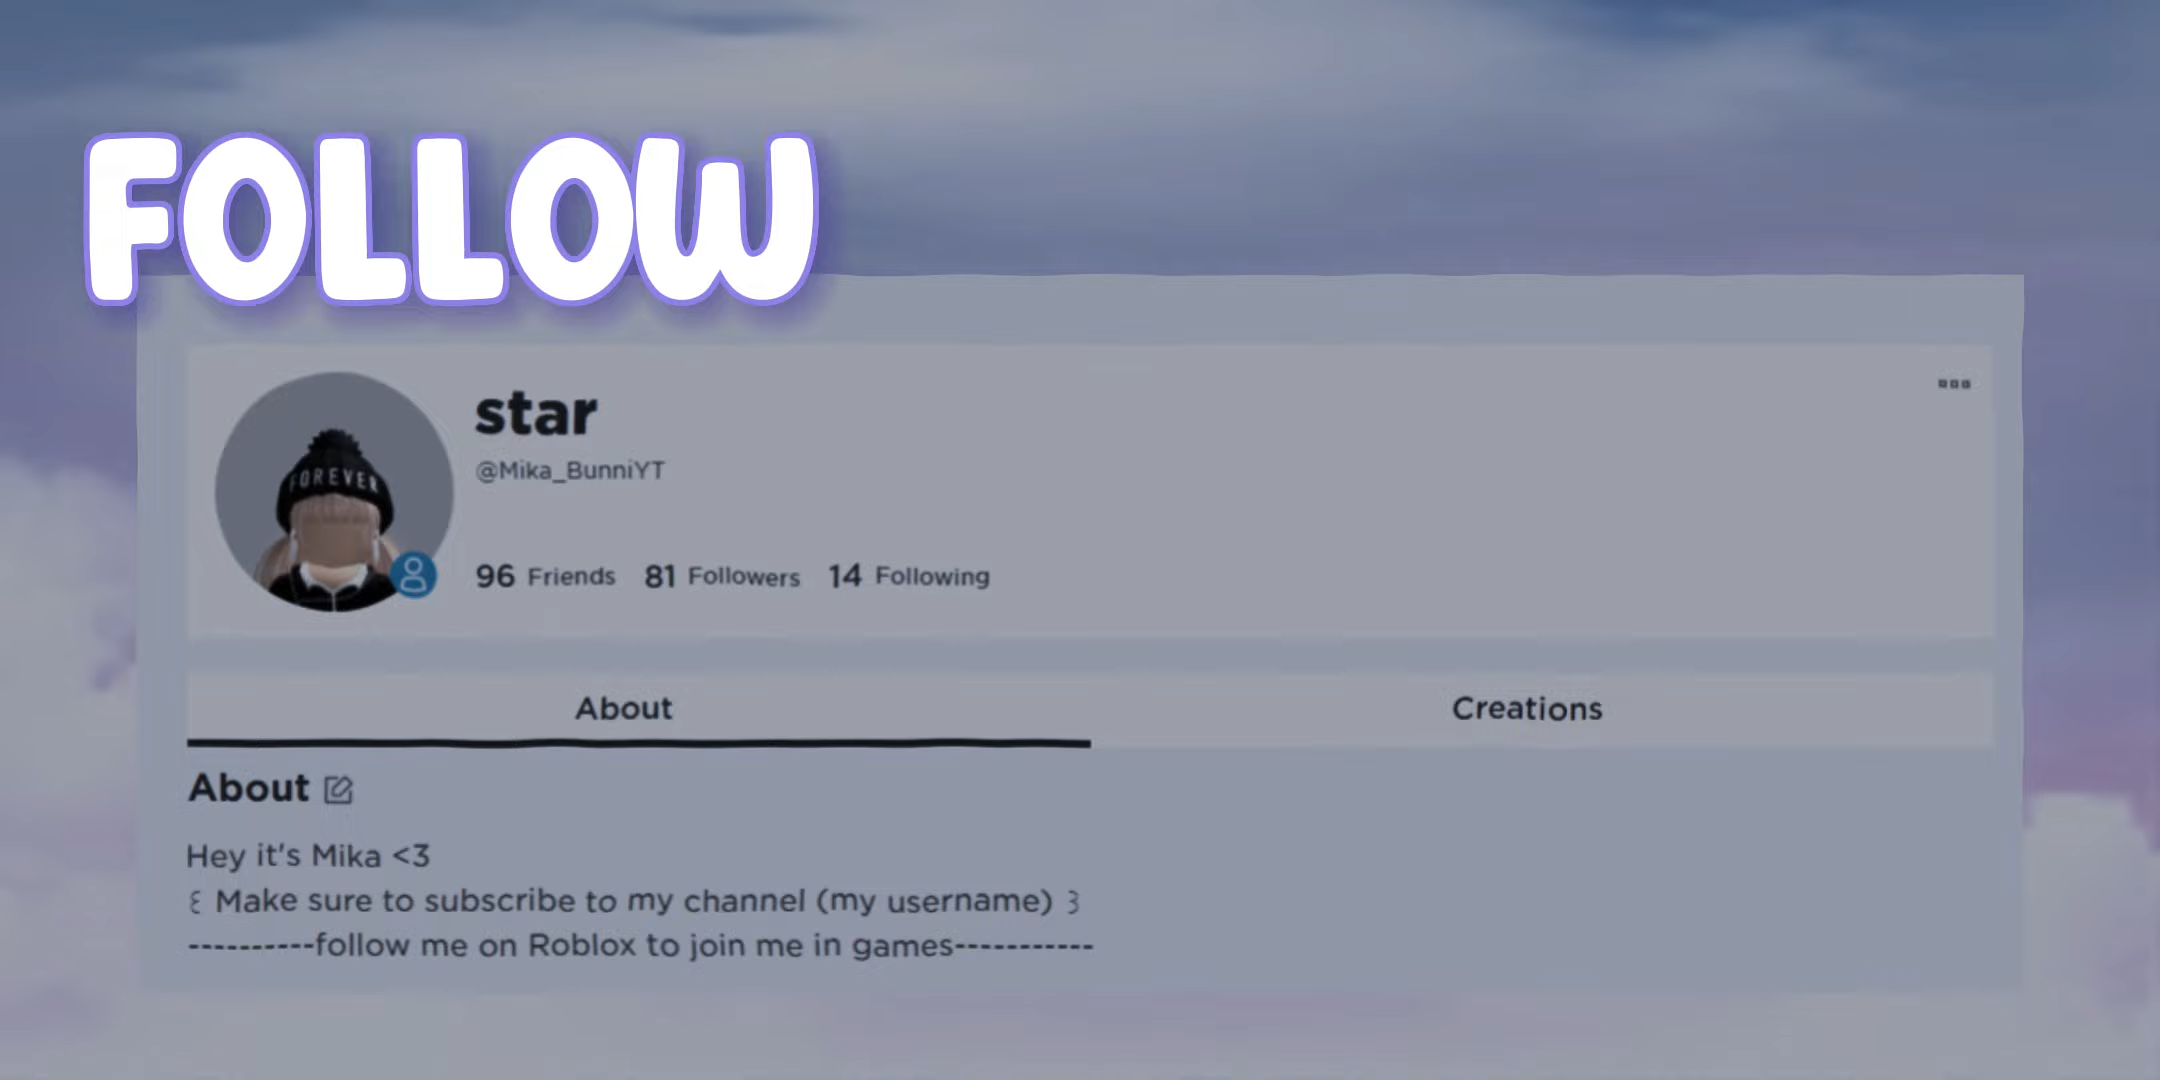 FOLLOW
FOREVER
star
@Mika_BunniYT
96 Friends 81 Followers 14 Following
About Creations
About
Hey it's Mika <3
꒰ Make sure to subscribe to my channel (my username) ꒱
----------follow me on Roblox to join me in games-----------